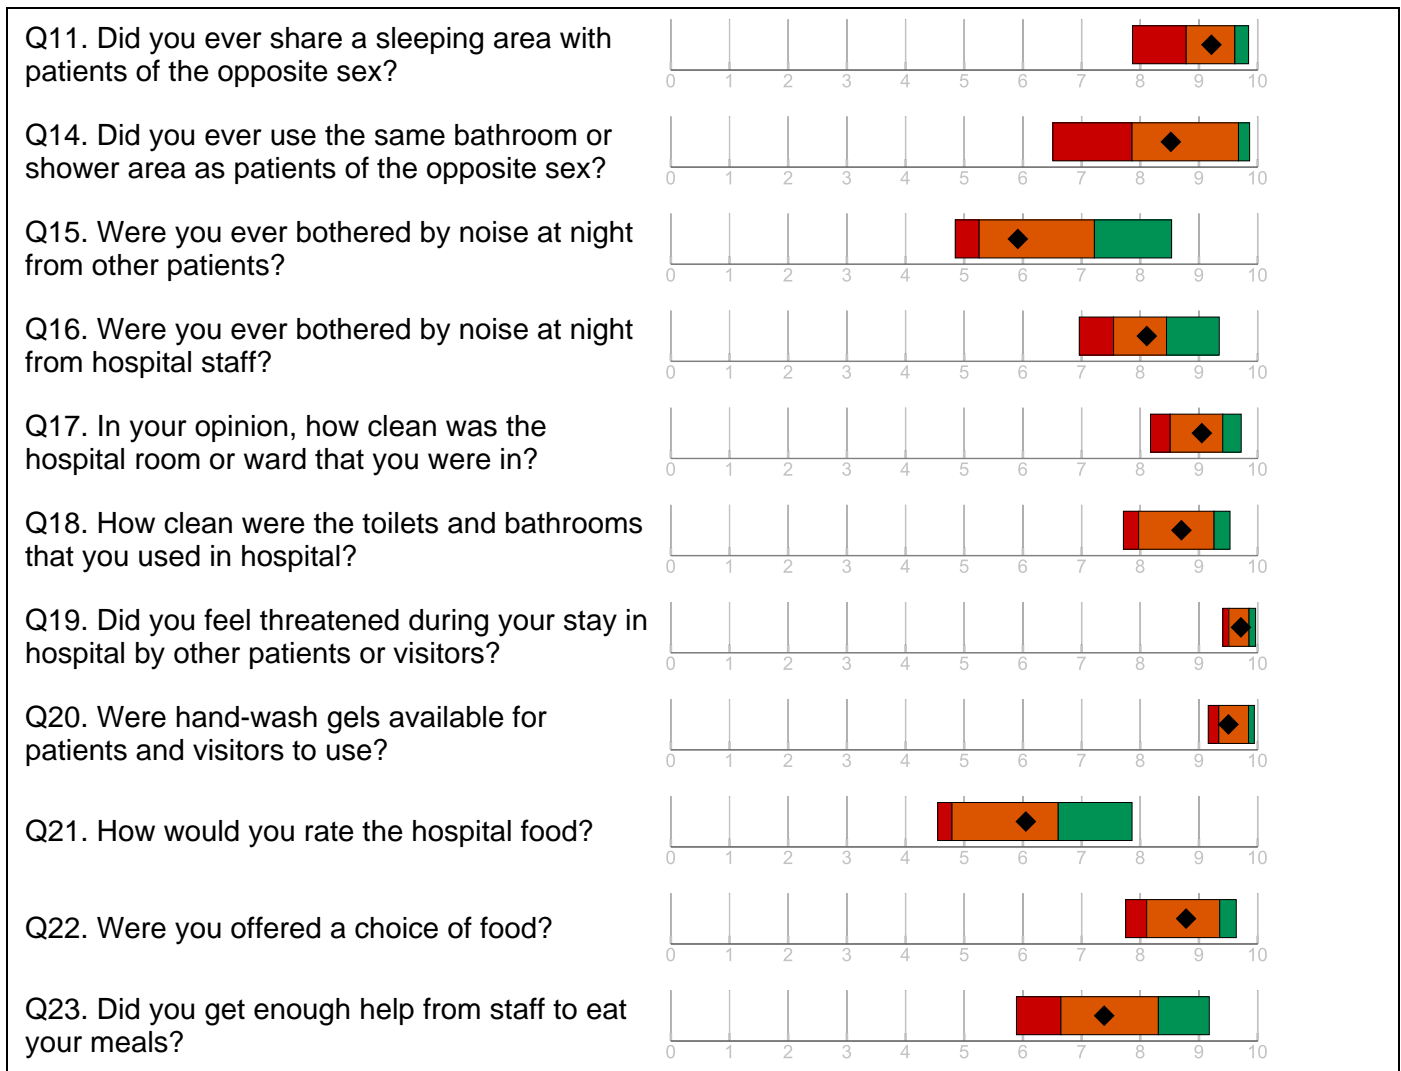 Q11. Did you ever share a sleeping area with
patients of the opposite sex?
0 1 2 3 4 5 6 7 8 9 10
Q14. Did you ever use the same bathroom or
shower area as patients of the opposite sex?
0 1 2 3 4 5 6 7 8 9 10
Q15. Were you ever bothered by noise at night
from other patients?
0 1 2 3 4 5 6 7 8 9 10
Q16. Were you ever bothered by noise at night
from hospital staff?
0 1 2 3 4 5 6 7 8 9 10
Q17. In your opinion, how clean was the
hospital room or ward that you were in?
0 1 2 3 4 5 6 7 8 9 10
Q18. How clean were the toilets and bathrooms
that you used in hospital?
0 1 2 3 4 5 6 7 8 9 10
Q19. Did you feel threatened during your stay in
hospital by other patients or visitors?
0 1 2 3 4 5 6 7 8 9 10
Q20. Were hand-wash gels available for
patients and visitors to use?
0 1 2 3 4 5 6 7 8 9 10
Q21. How would you rate the hospital food?
0 1 2 3 4 5 6 7 8 9 10
Q22. Were you offered a choice of food?
0 1 2 3 4 5 6 7 8 9 10
Q23. Did you get enough help from staff to eat
your meals?
0 1 2 3 4 5 6 7 8 9 10